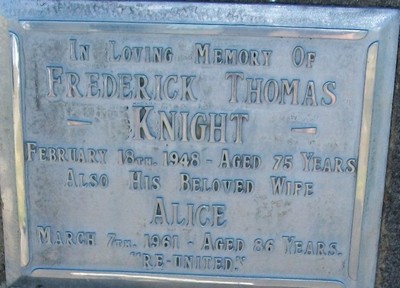 In Loving Memory Of
Frederick Thomas
– Knight –
February 18th. 1948 – Aged 75 Years
Also His Beloved Wife
Alice
March 7th. 1961 – Aged 86 Years.
"Re-United."